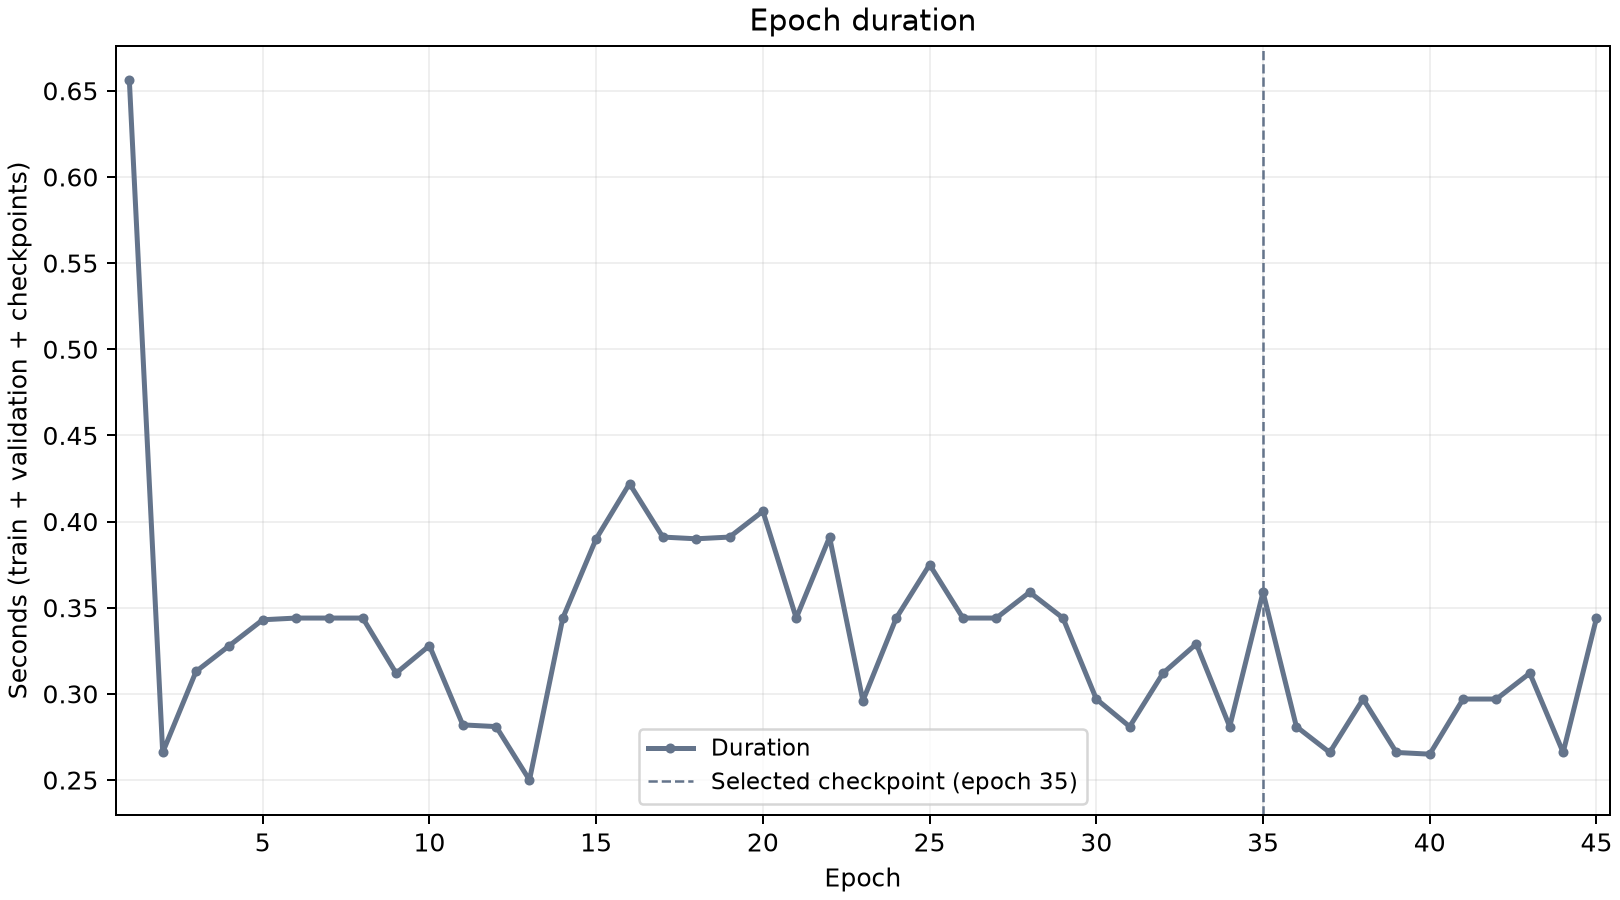 Epoch duration
Seconds (train + validation + checkpoints)
0.65
0.60
0.55
0.50
0.45
0.40
0.35
0.30
0.25
Duration
Selected checkpoint (epoch 35)
5 10 15 20 25 30 35 40 45
Epoch